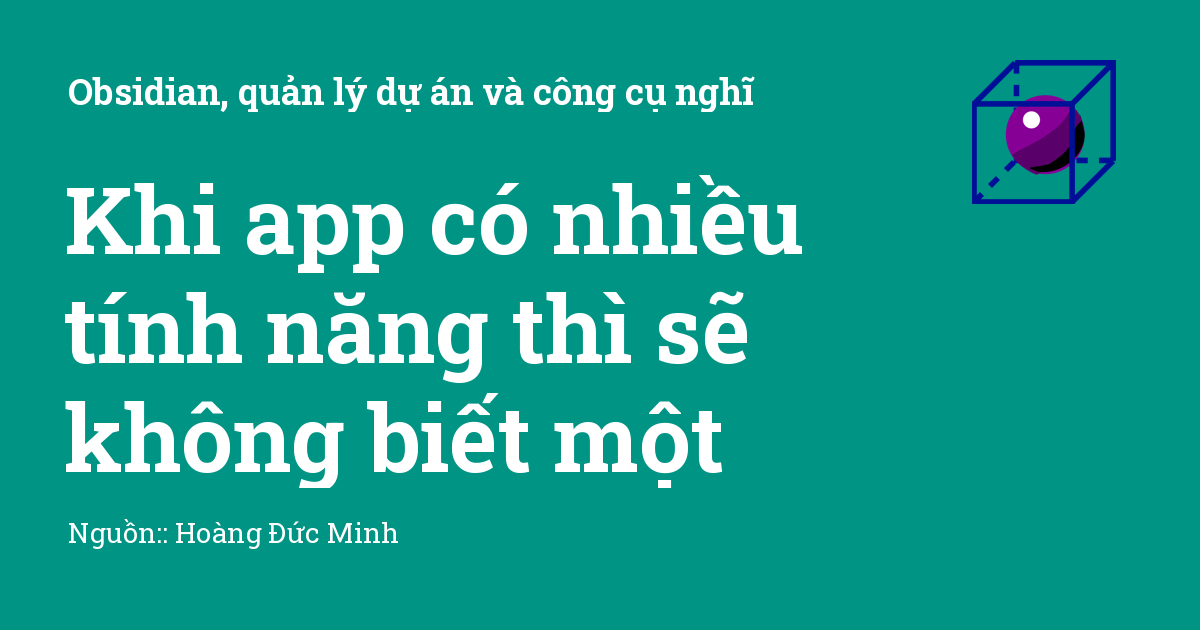 Obsidian, quản lý dự án và công cụ nghĩ
Khi app có nhiều
tính năng thì sẽ
không biết một
Nguồn:: Hoàng Đức Minh